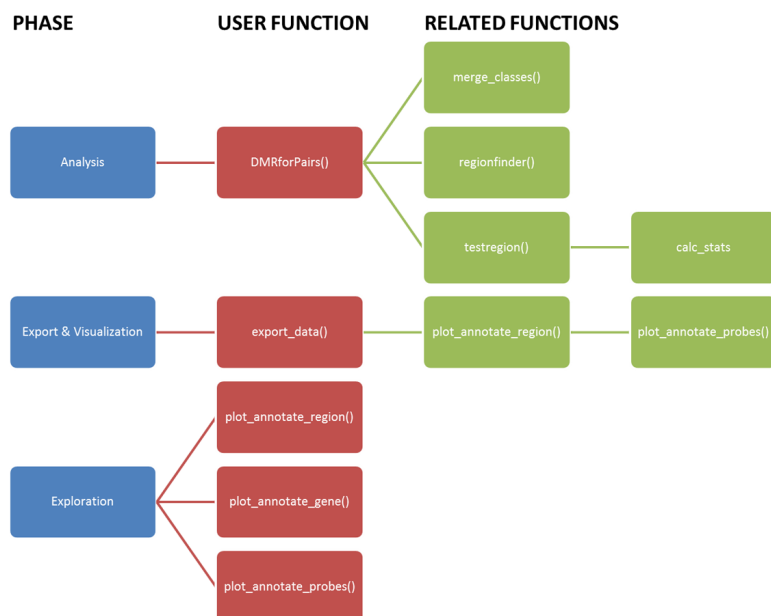 PHASE
USER FUNCTION
RELATED FUNCTIONS
merge_classes()
Analysis
DMRforPairs()
regionfinder()
testregion()
calc_stats
Export & Visualization
export_data()
plot_annotate_region()
plot_annotate_probes()
plot_annotate_region()
Exploration
plot_annotate_gene()
plot_annotate_probes()